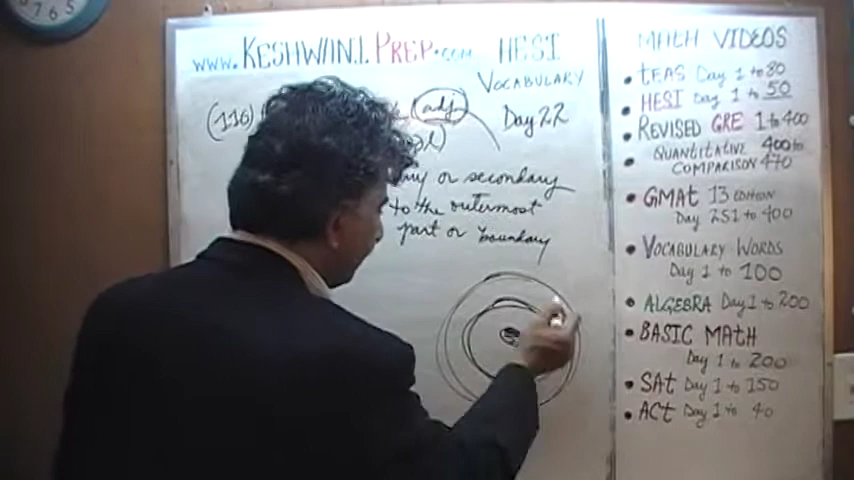 www.KESHWANI PREP.com HESI
VOCABULARY
Day 22
(116) adj
or secondary
to the outermost
part or boundary
MATH VIDEOS
• TEAS Day 1 to 80
• HESI Day 1 to 50
• REVISED GRE 1 to 400
• QUANTITATIVE 400 to
COMPARISON 470
• GMAT 13 EDITION
Day 251 to 400
• VOCABULARY WORDS
Day 1 to 100
• ALGEBRA Day 1 to 200
• BASIC MATH
Day 1 to 200
• SAT Day 1 to 150
• ACT Day 1 to 40
7 6 5